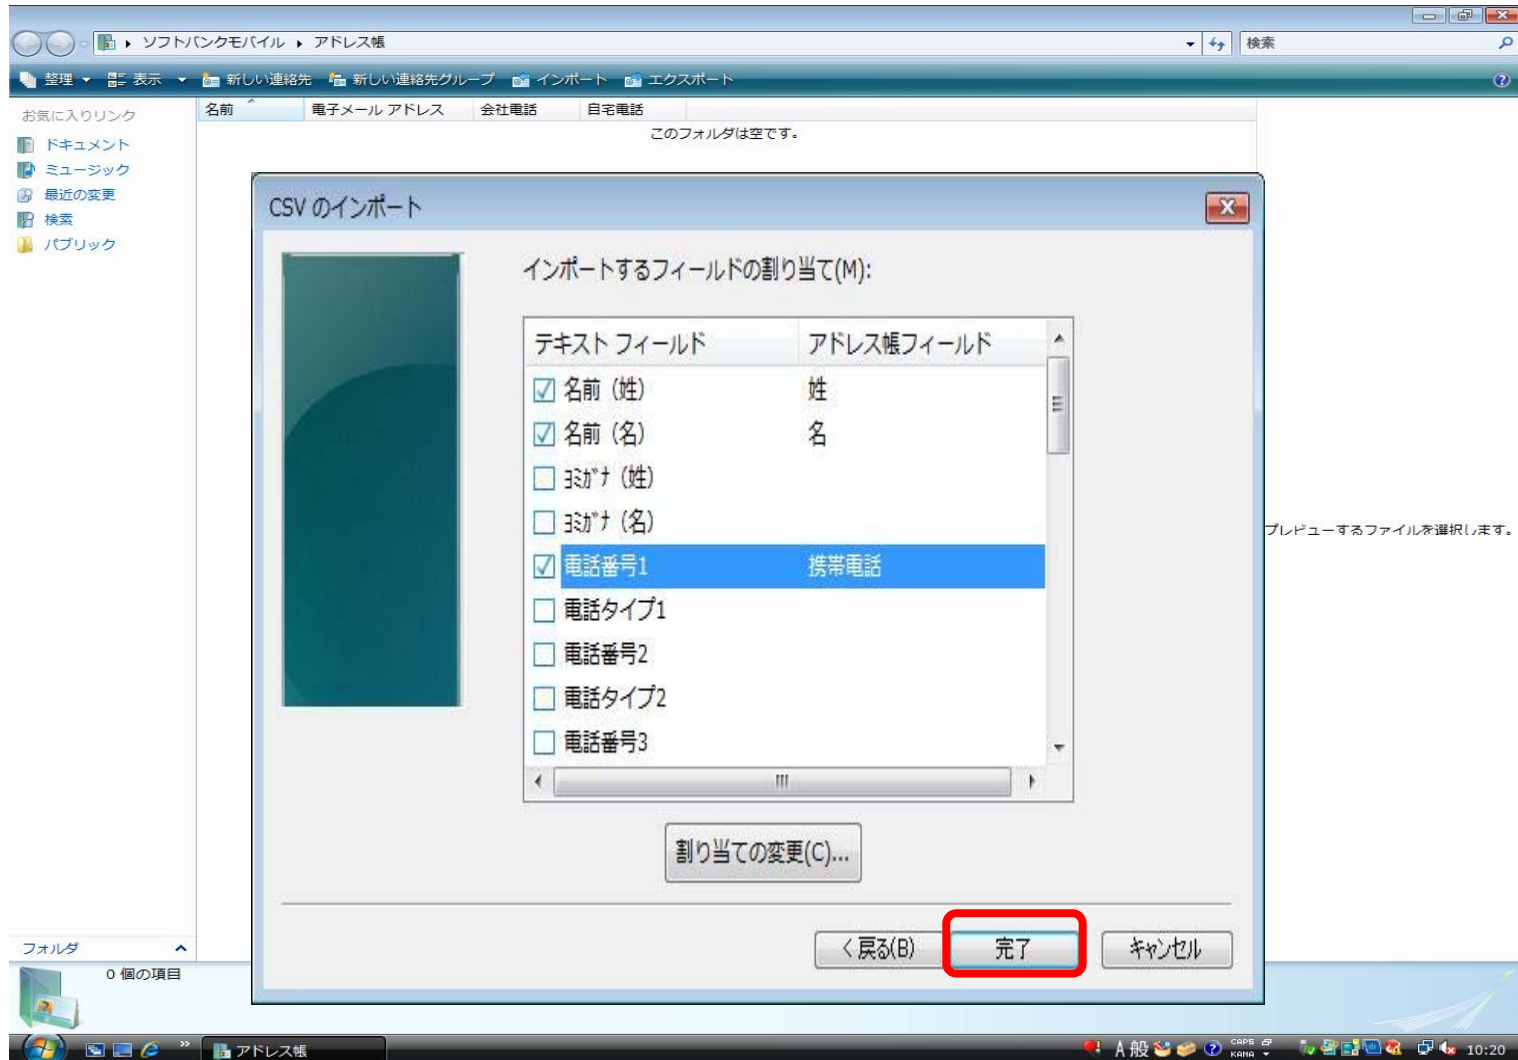 ソフトバンクモバイル アドレス帳 検索
整理 表示 新しい連絡先 新しい連絡先グループ インポート エクスポート
お気に入りリンク
ドキュメント
ミュージック
最近の変更
検索
パブリック
名前 電子メール アドレス 会社電話 自宅電話
このフォルダは空です。
CSV のインポート
インポートするフィールドの割り当て(M):
テキスト フィールド アドレス帳フィールド
名前（姓） 姓
名前（名） 名
ﾖﾐｶﾞﾅ（姓）
ﾖﾐｶﾞﾅ（名）
電話番号1 携帯電話
電話タイプ1
電話番号2
電話タイプ2
電話番号3
割り当ての変更(C)...
< 戻る(B) 完了 キャンセル
プレビューするファイルを選択します。
フォルダ
0 個の項目
アドレス帳
A 般 CAPS KANA 10:20